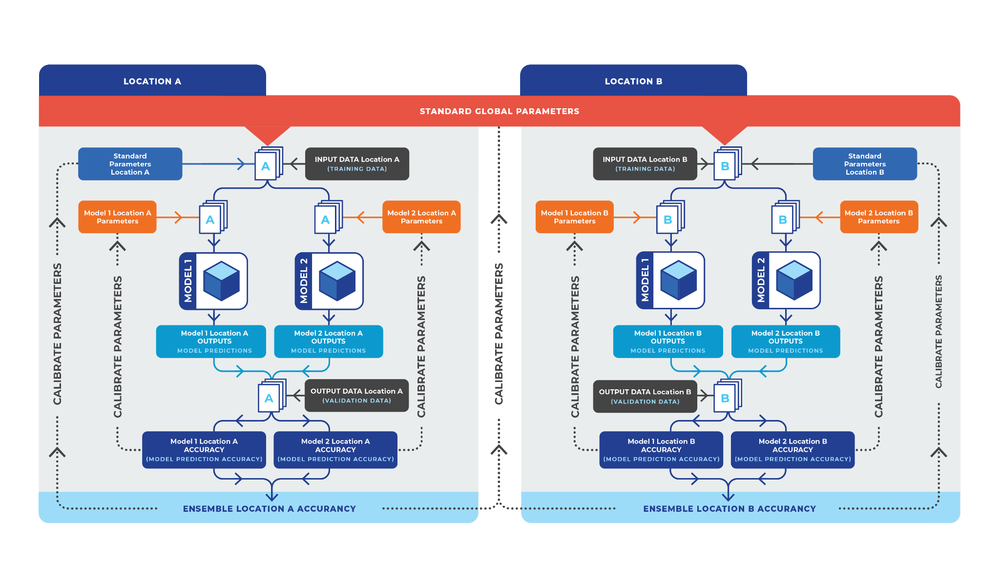 LOCATION A
LOCATION B
STANDARD GLOBAL PARAMETERS
Standard
Parameters
Location A
A
INPUT DATA Location A
(TRAINING DATA)
Model 1 Location A
Parameters
A
A
Model 2 Location A
Parameters
MODEL 1
MODEL 2
CALIBRATE PARAMETERS
CALIBRATE PARAMETERS
CALIBRATE PARAMETERS
Model 1 Location A
OUTPUTS
MODEL PREDICTIONS
Model 2 Location A
OUTPUTS
MODEL PREDICTIONS
A
OUTPUT DATA Location A
(VALIDATION DATA)
Model 1 Location A
ACCURACY
(MODEL PREDICTION ACCURACY)
Model 2 Location A
ACCURACY
(MODEL PREDICTION ACCURACY)
ENSEMBLE LOCATION A ACCURANCY
CALIBRATE PARAMETERS
INPUT DATA Location B
(TRAINING DATA)
B
Standard
Parameters
Location B
Model 1 Location B
Parameters
B
B
Model 2 Location B
Parameters
MODEL 1
MODEL 2
CALIBRATE PARAMETERS
CALIBRATE PARAMETERS
CALIBRATE PARAMETERS
Model 1 Location B
OUTPUTS
MODEL PREDICTIONS
Model 2 Location B
OUTPUTS
MODEL PREDICTIONS
OUTPUT DATA Location B
(VALIDATION DATA)
B
Model 1 Location B
ACCURACY
(MODEL PREDICTION ACCURACY)
Model 2 Location B
ACCURACY
(MODEL PREDICTION ACCURACY)
ENSEMBLE LOCATION B ACCURANCY